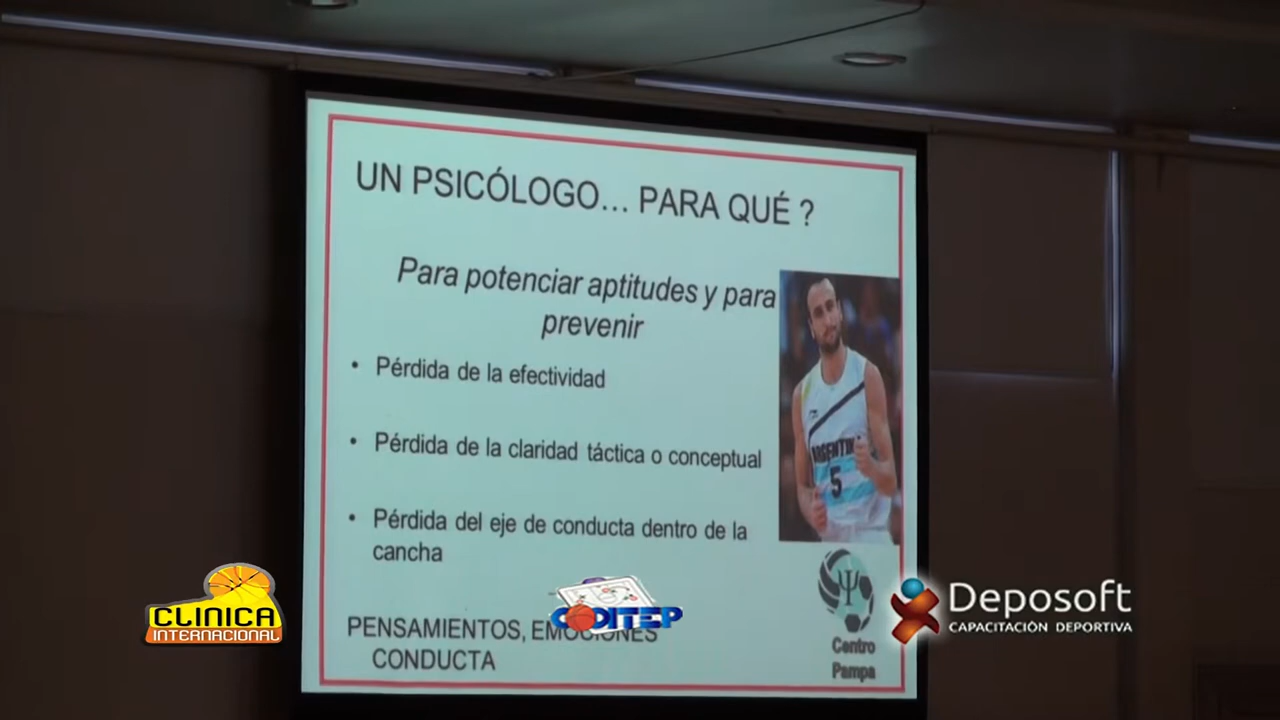 UN PSICÓLOGO... PARA QUÉ ?
Para potenciar aptitudes y para
prevenir
• Pérdida de la efectividad
• Pérdida de la claridad táctica o conceptual
• Pérdida del eje de conducta dentro de la
cancha
PENSAMIENTOS, EMOCIONES
CONDUCTA
ARGENTINA
5
Ψ
Centro
Pampa
CLINICA
INTERNACIONAL
CODITEP
Deposoft
CAPACITACIÓN DEPORTIVA